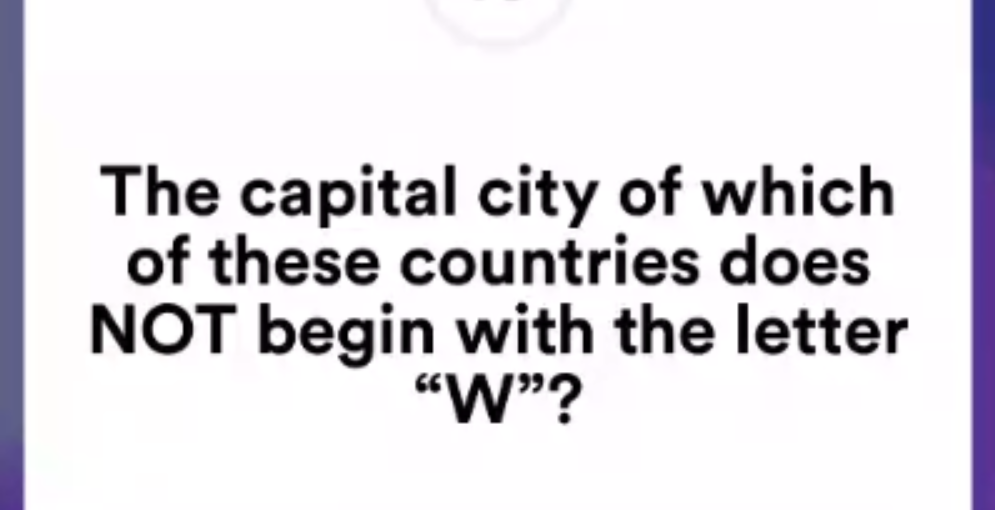 The capital city of which
of these countries does
NOT begin with the letter
“W”?